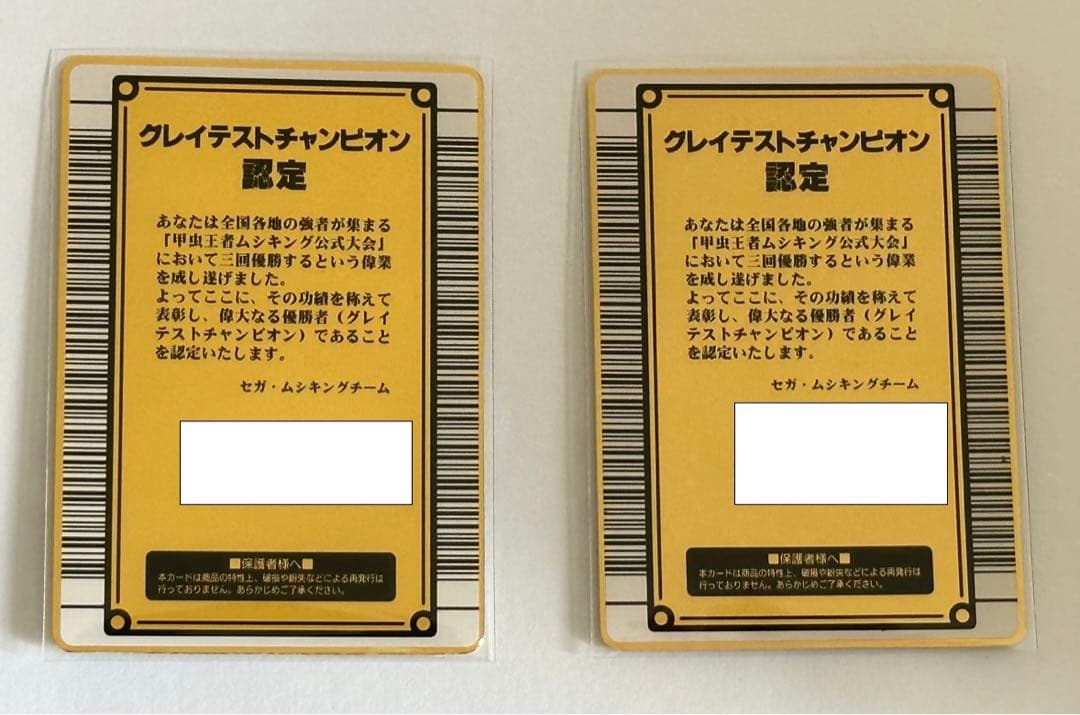 グレイテストチャンピオン
認定
あなたは全国各地の強者が集まる
『甲虫王者ムシキング公式大会』
において三回優勝するという偉業
を成し遂げました。
よってここに、その功績を称えて
表彰し、偉大なる優勝者（グレイ
テストチャンピオン）であること
を認定いたします。
セガ・ムシキングチーム
■保護者様へ■
本カードは商品の特性上、破損や紛失などによる再発行は
行っておりません。あらかじめご了承ください。
グレイテストチャンピオン
認定
あなたは全国各地の強者が集まる
『甲虫王者ムシキング公式大会』
において三回優勝するという偉業
を成し遂げました。
よってここに、その功績を称えて
表彰し、偉大なる優勝者（グレイ
テストチャンピオン）であること
を認定いたします。
セガ・ムシキングチーム
■保護者様へ■
本カードは商品の特性上、破損や紛失などによる再発行は
行っておりません。あらかじめご了承ください。